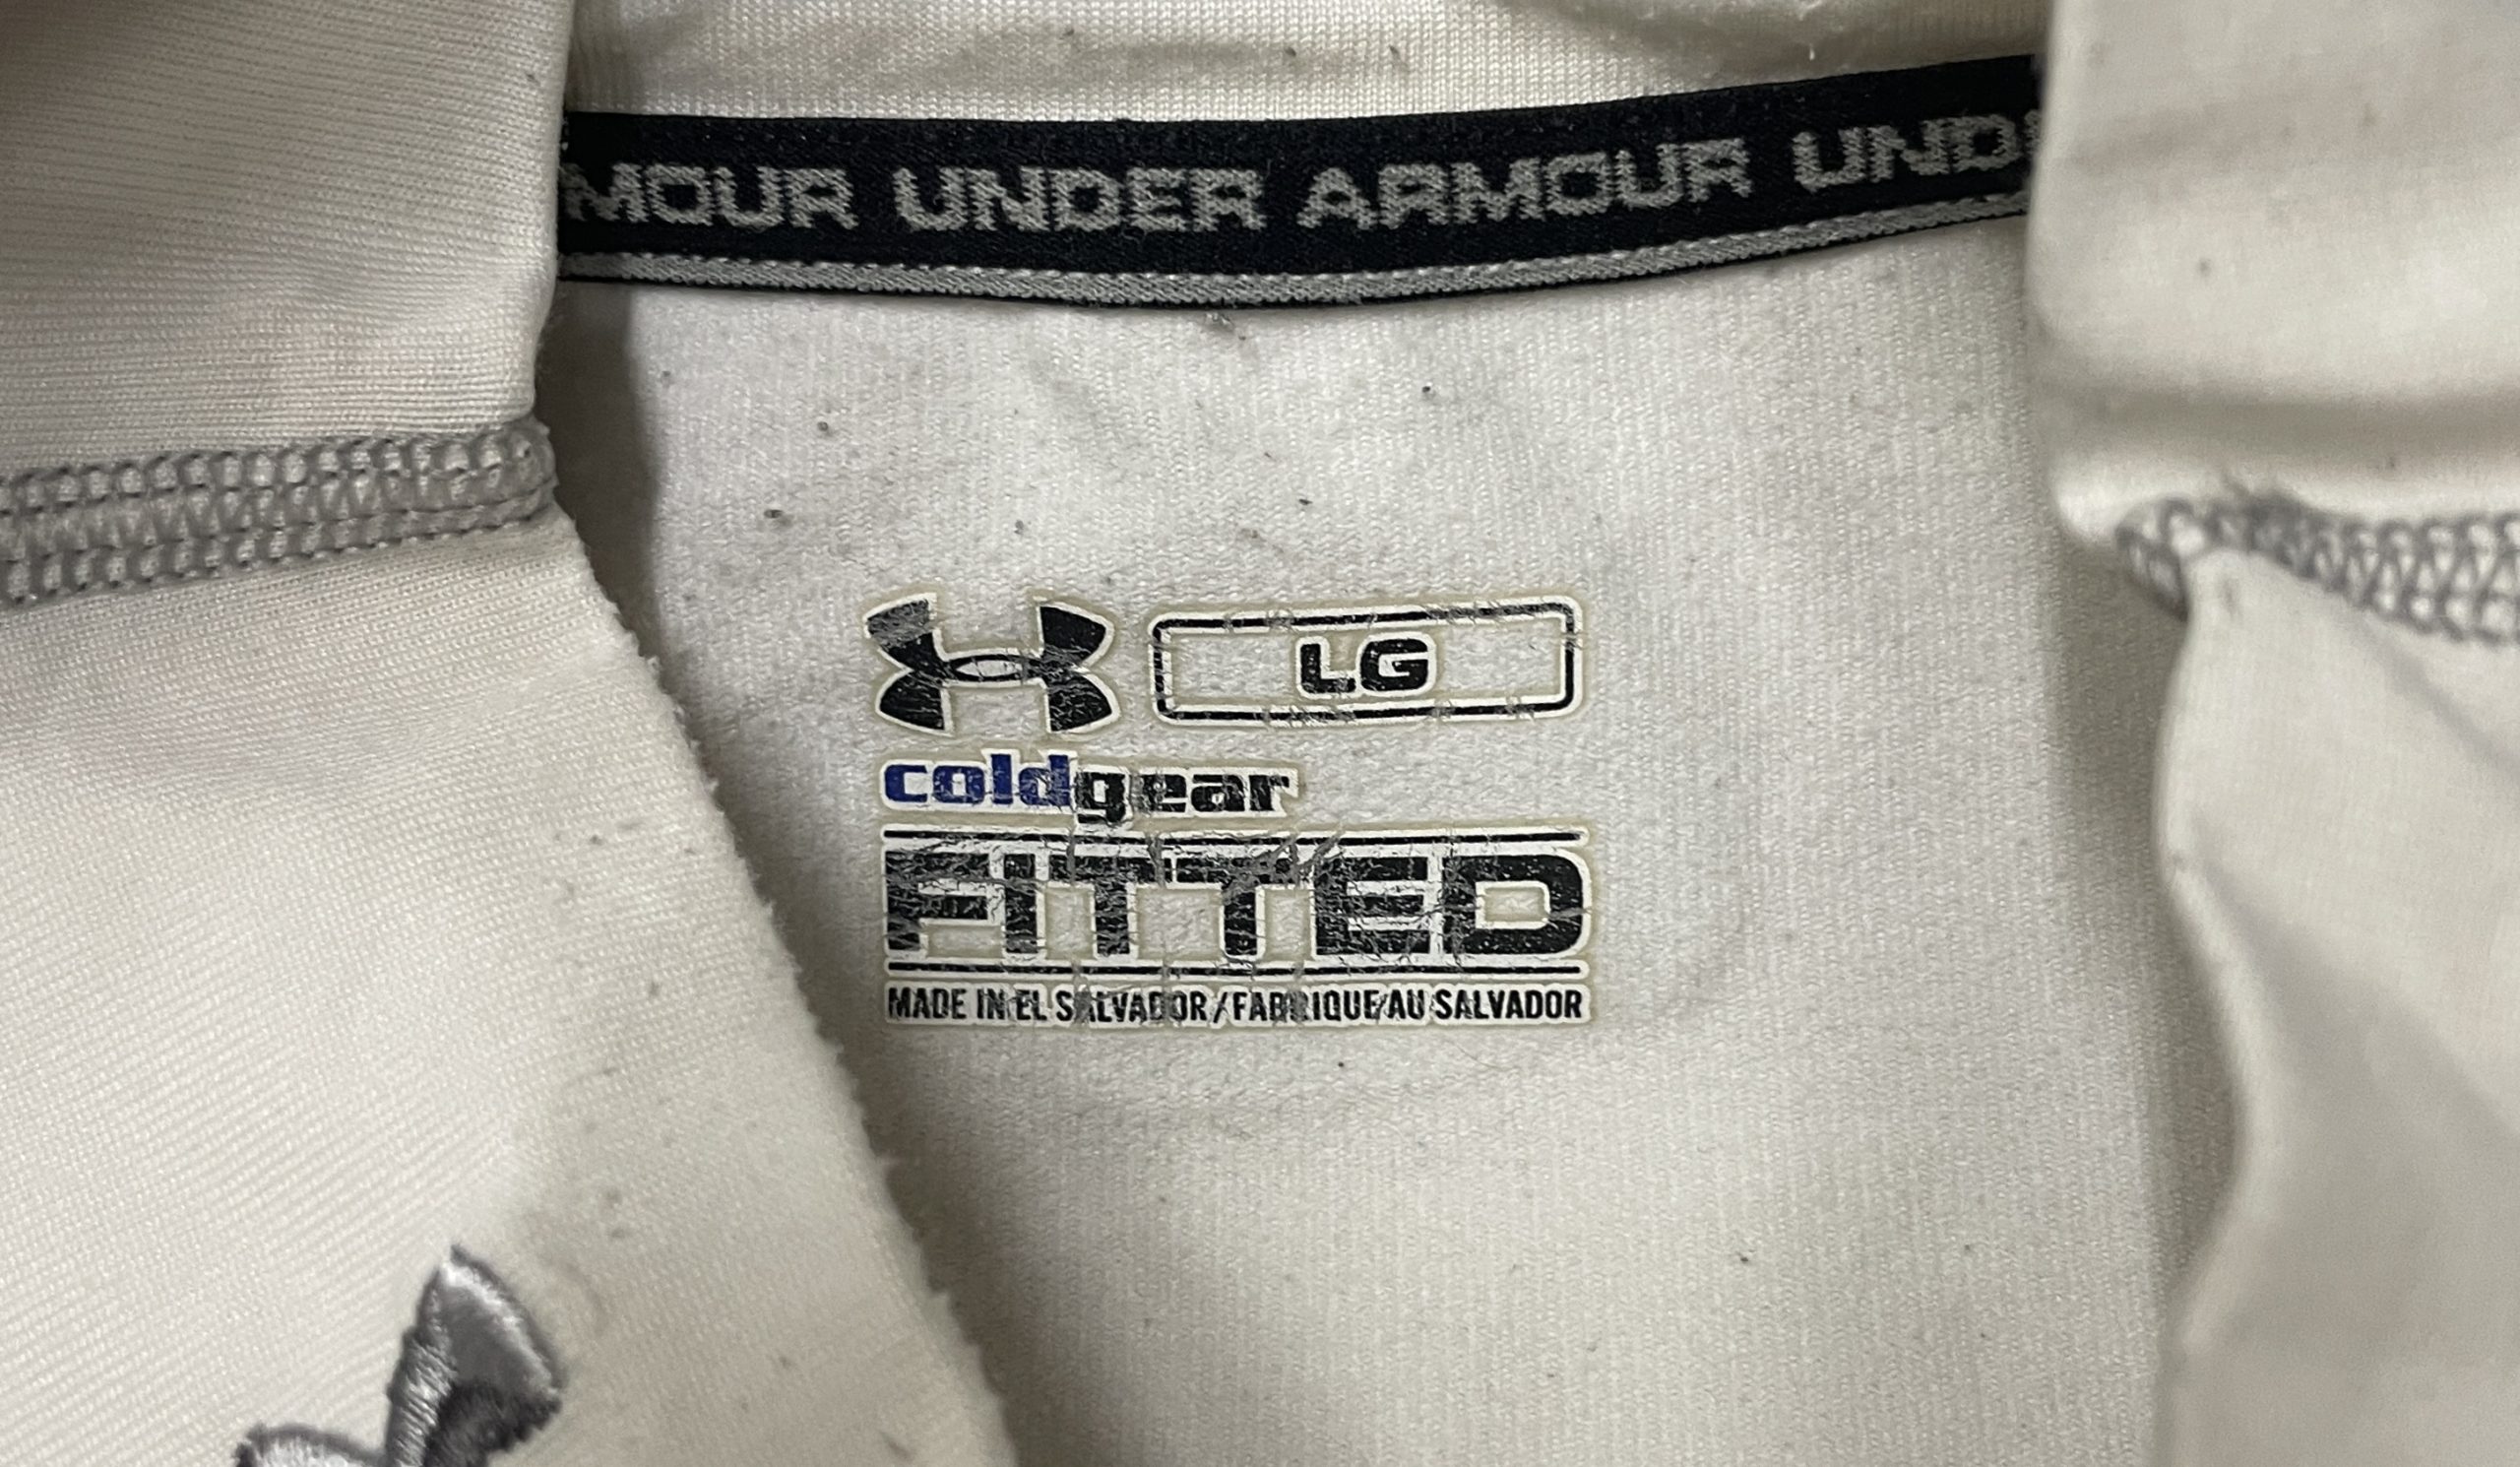 MOUR UNDER ARMOUR UND
LG
coldgear
FITTED
MADE IN EL SALVADOR / FABRIQUE AU SALVADOR